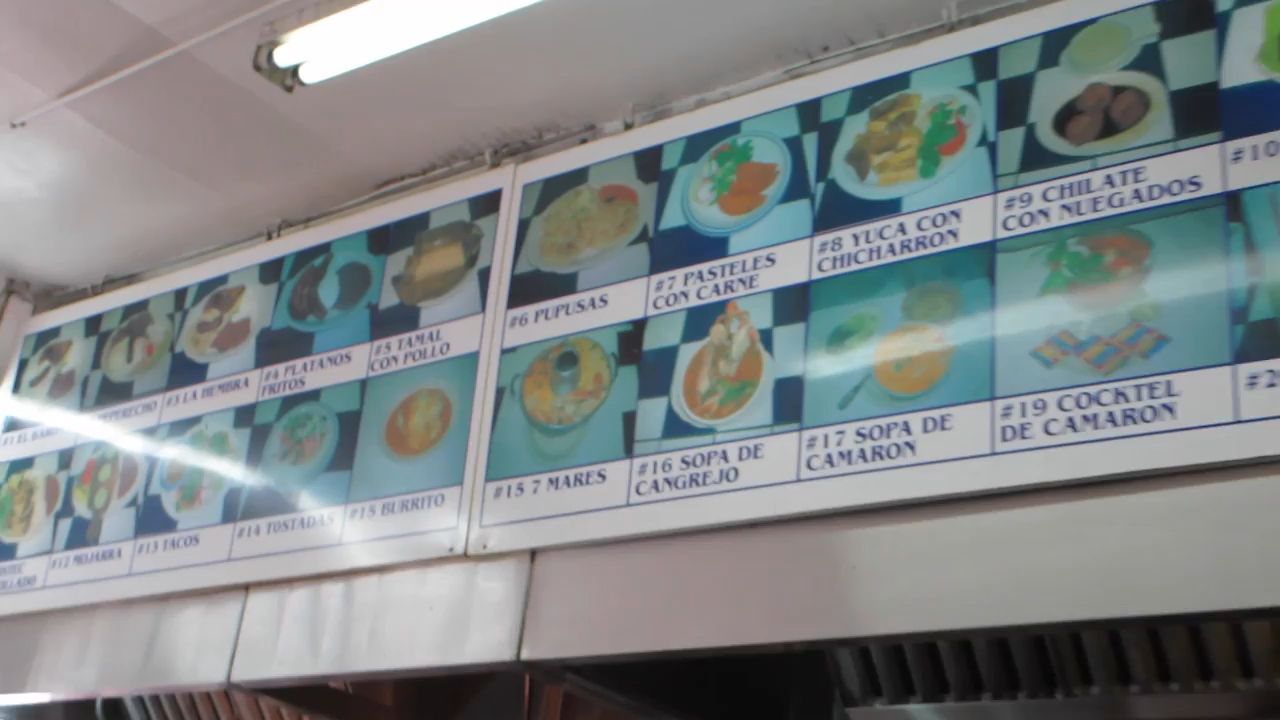 #3 LA HEMBRA
#4 PLATANOS
FRITOS
#5 TAMAL
CON POLLO
#6 PUPUSAS
#7 PASTELES
CON CARNE
#8 YUCA CON
CHICHARRON
#9 CHILATE
CON NUEGADOS
#10
#12 MOJARRA
#13 TACOS
#14 TOSTADAS
#15 BURRITO
#15 7 MARES
#16 SOPA DE
CANGREJO
#17 SOPA DE
CAMARON
#19 COCKTEL
DE CAMARON